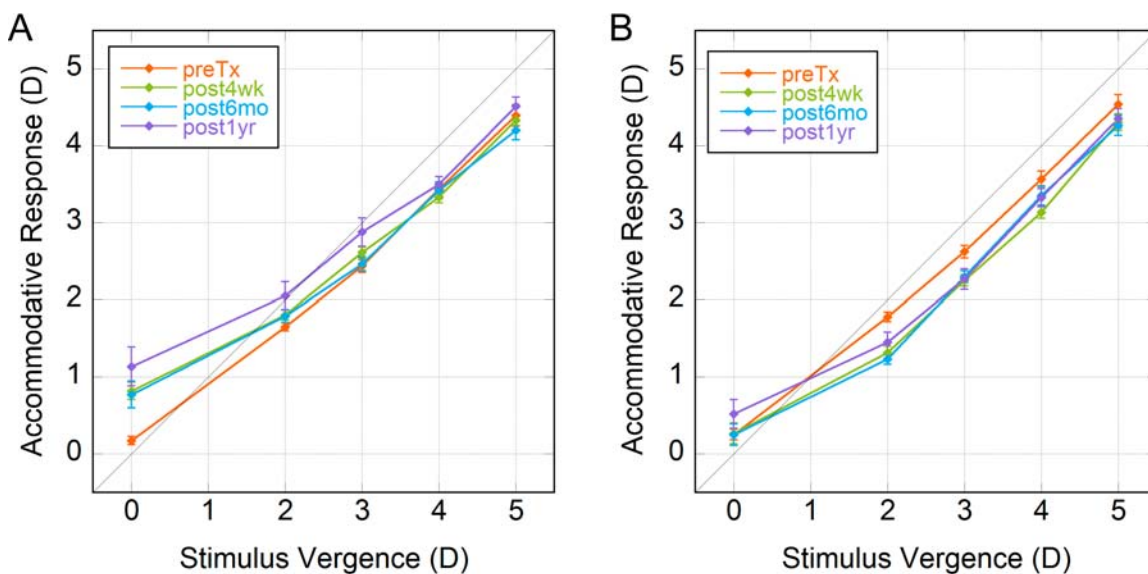 A
preTx
post4wk
post6mo
post1yr
Accommodative Response (D)
5
4
3
2
1
0
0 1 2 3 4 5
Stimulus Vergence (D)
B
preTx
post4wk
post6mo
post1yr
Accommodative Response (D)
5
4
3
2
1
0
0 1 2 3 4 5
Stimulus Vergence (D)